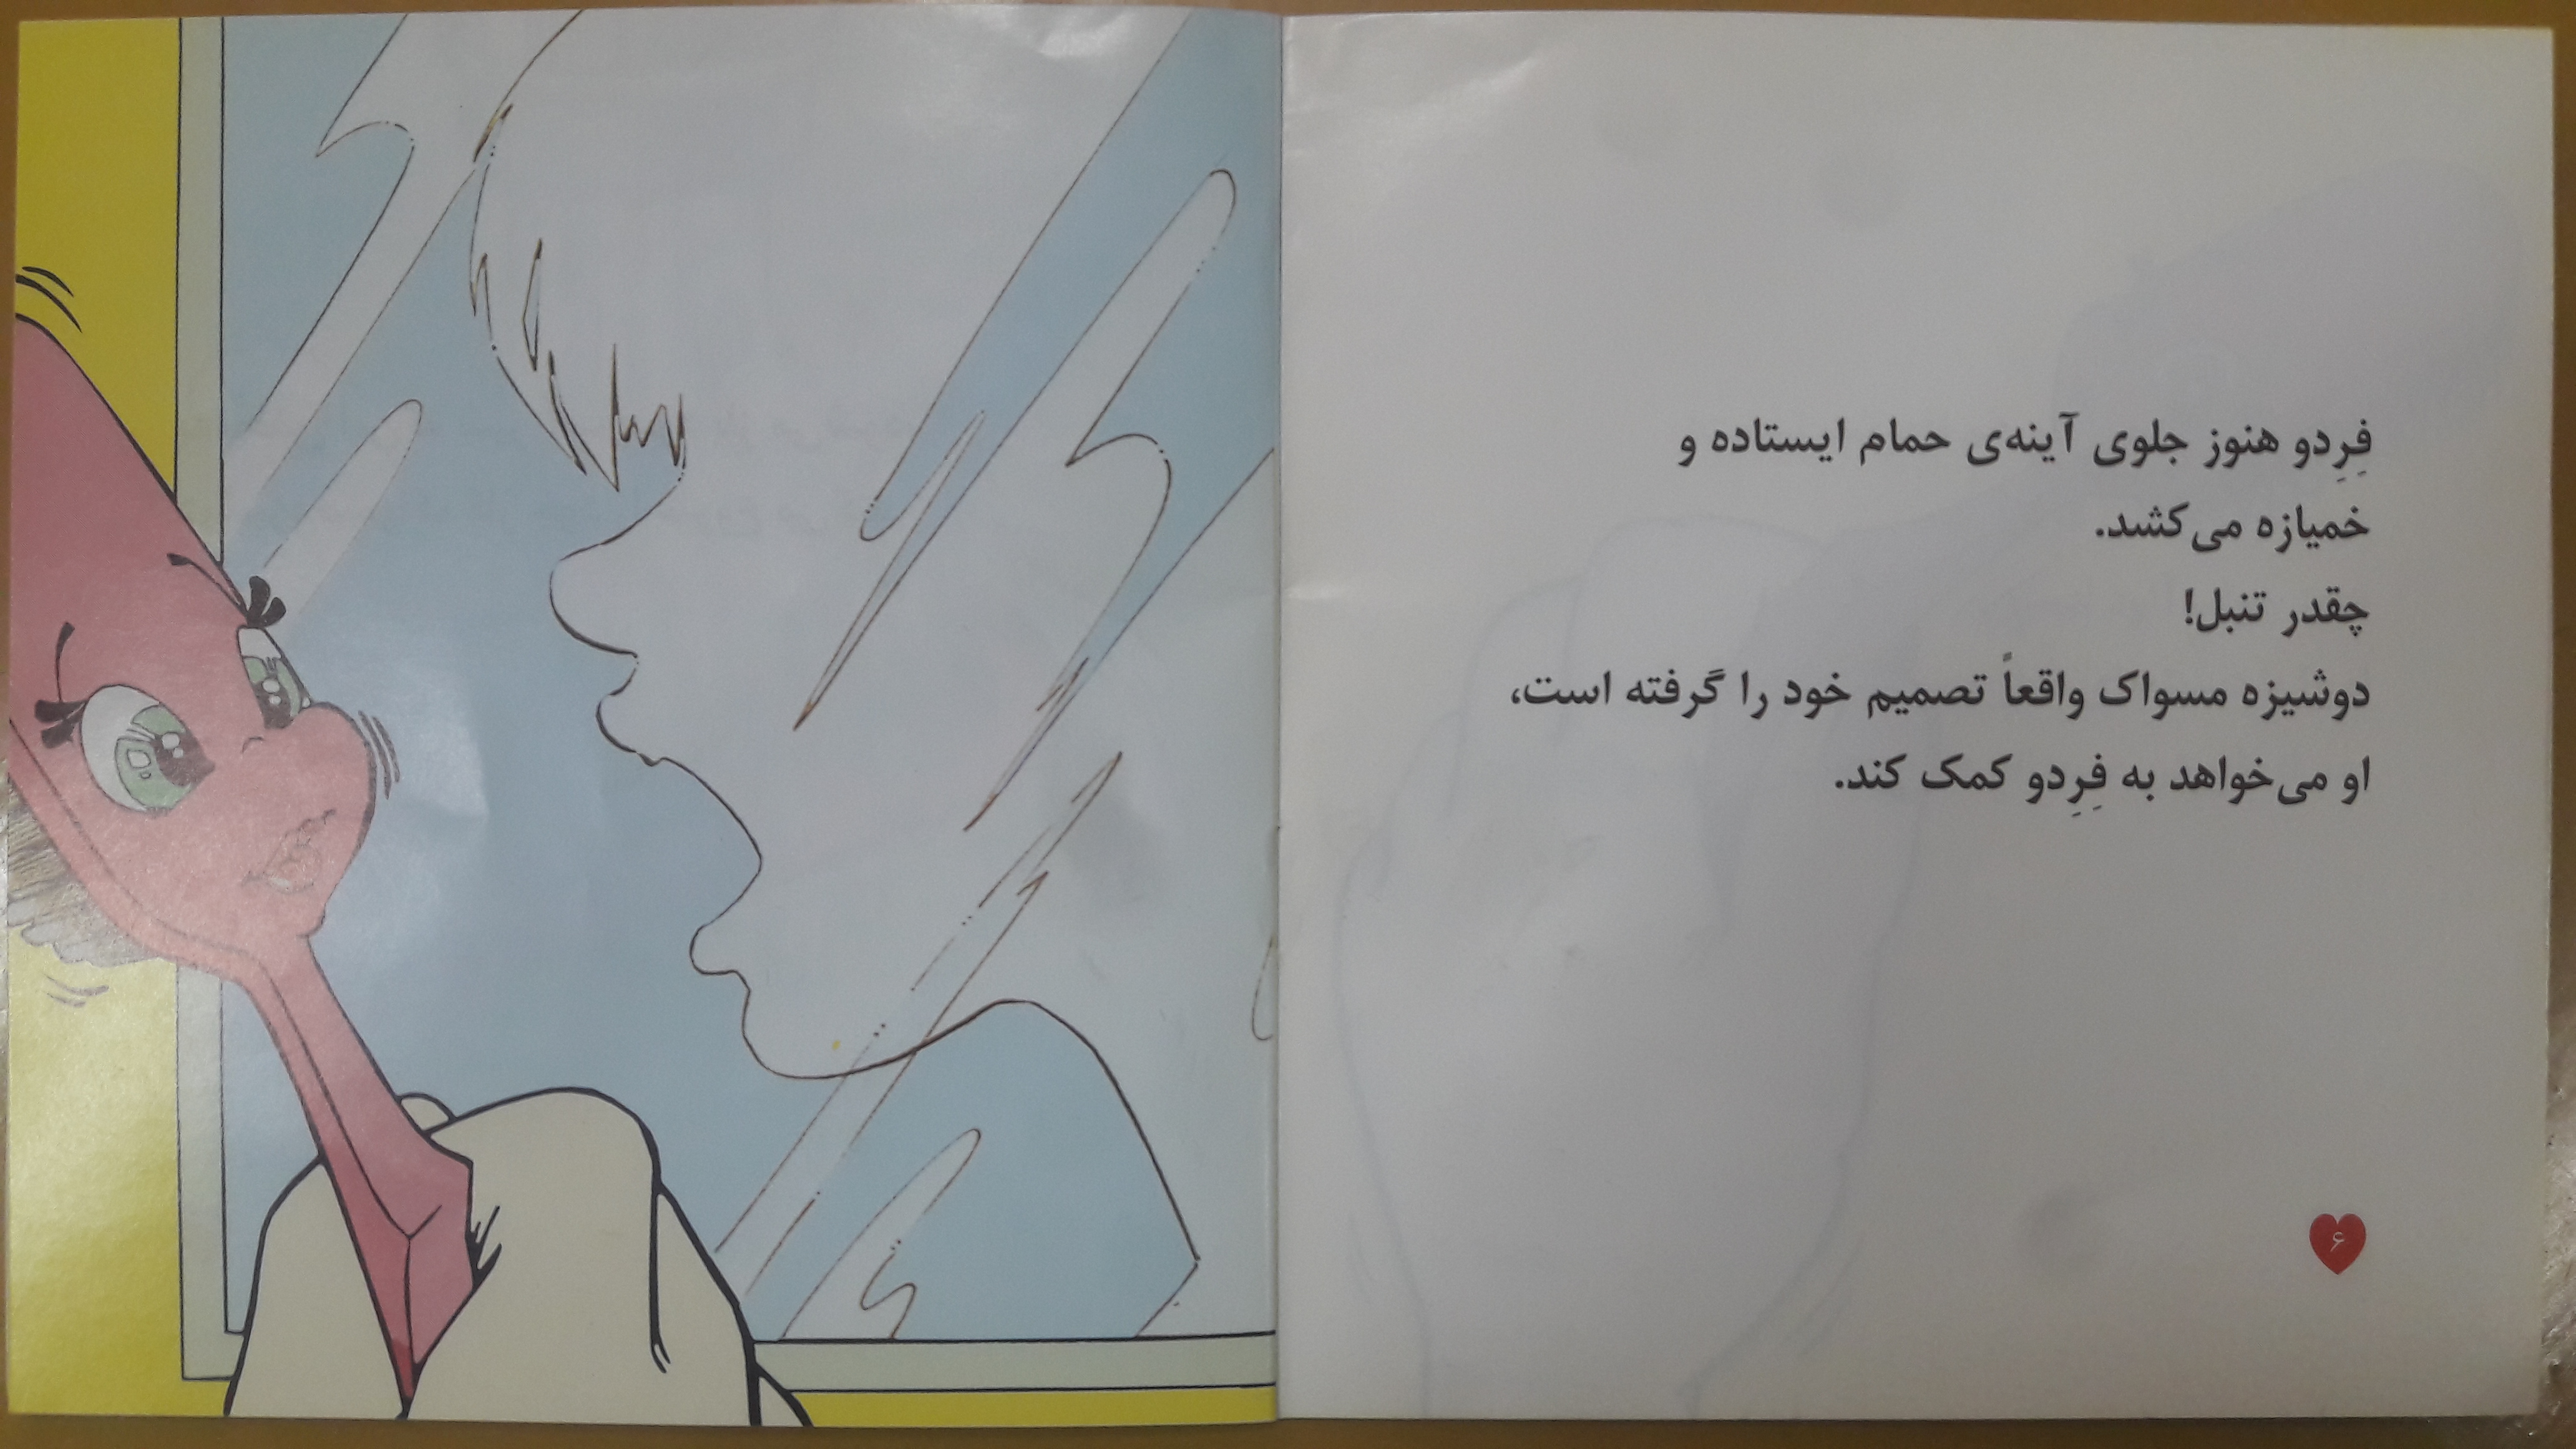 فِرِدو هنوز جلوی آینه‌ی حمام ایستاده و
خمیازه می‌کشد.
چقدر تنبل!
دوشیزه مسواک واقعاً تصمیم خود را گرفته است،
او می‌خواهد به فِرِدو کمک کند.
۶